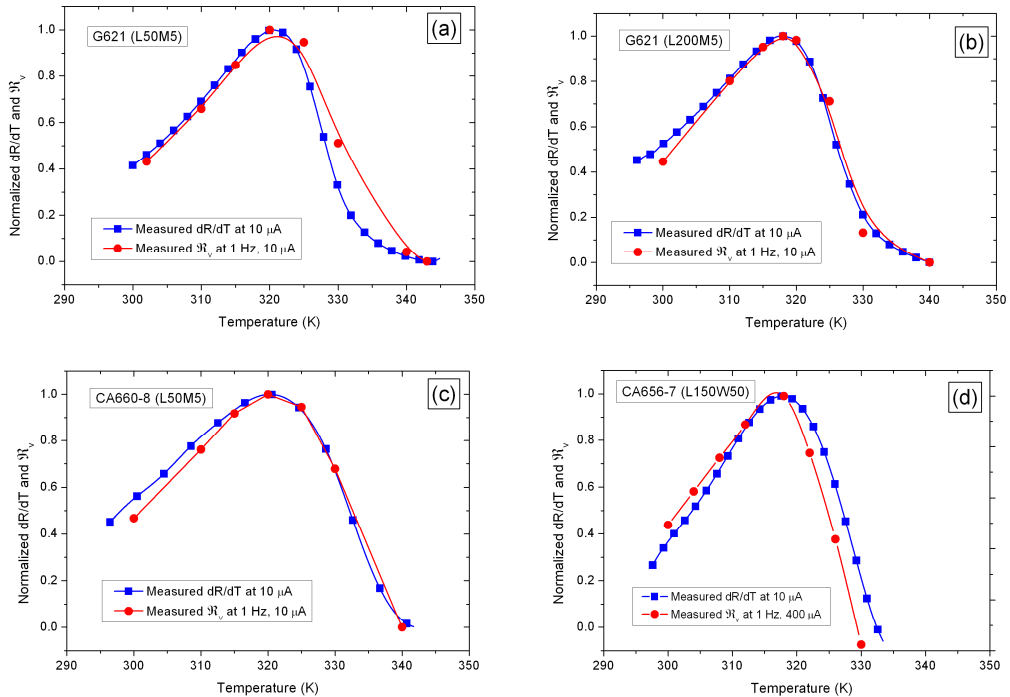 G621 (L50M5)
(a)
Normalized dR/dT and ℜv
1.0
0.8
0.6
0.4
0.2
0.0
Measured dR/dT at 10 μA
Measured ℜv at 1 Hz, 10 μA
290 300 310 320 330 340 350
Temperature (K)
G621 (L200M5)
(b)
Normalized dR/dT and ℜv
1.0
0.8
0.6
0.4
0.2
0.0
Measured dR/dT at 10 μA
Measured ℜv at 1 Hz, 10 μA
290 300 310 320 330 340 350
Temperature (K)
CA660-8 (L50M5)
(c)
Normalized dR/dT and ℜv
1.0
0.8
0.6
0.4
0.2
0.0
Measured dR/dT at 10 μA
Measured ℜv at 1 Hz, 10 μA
290 300 310 320 330 340 350
Temperature (K)
CA656-7 (L150W50)
(d)
Normalized dR/dT and ℜv
1.0
0.8
0.6
0.4
0.2
0.0
Measured dR/dT at 10 μA
Measured ℜv at 1 Hz. 400 μA
290 300 310 320 330 340 350
Temperature (K)